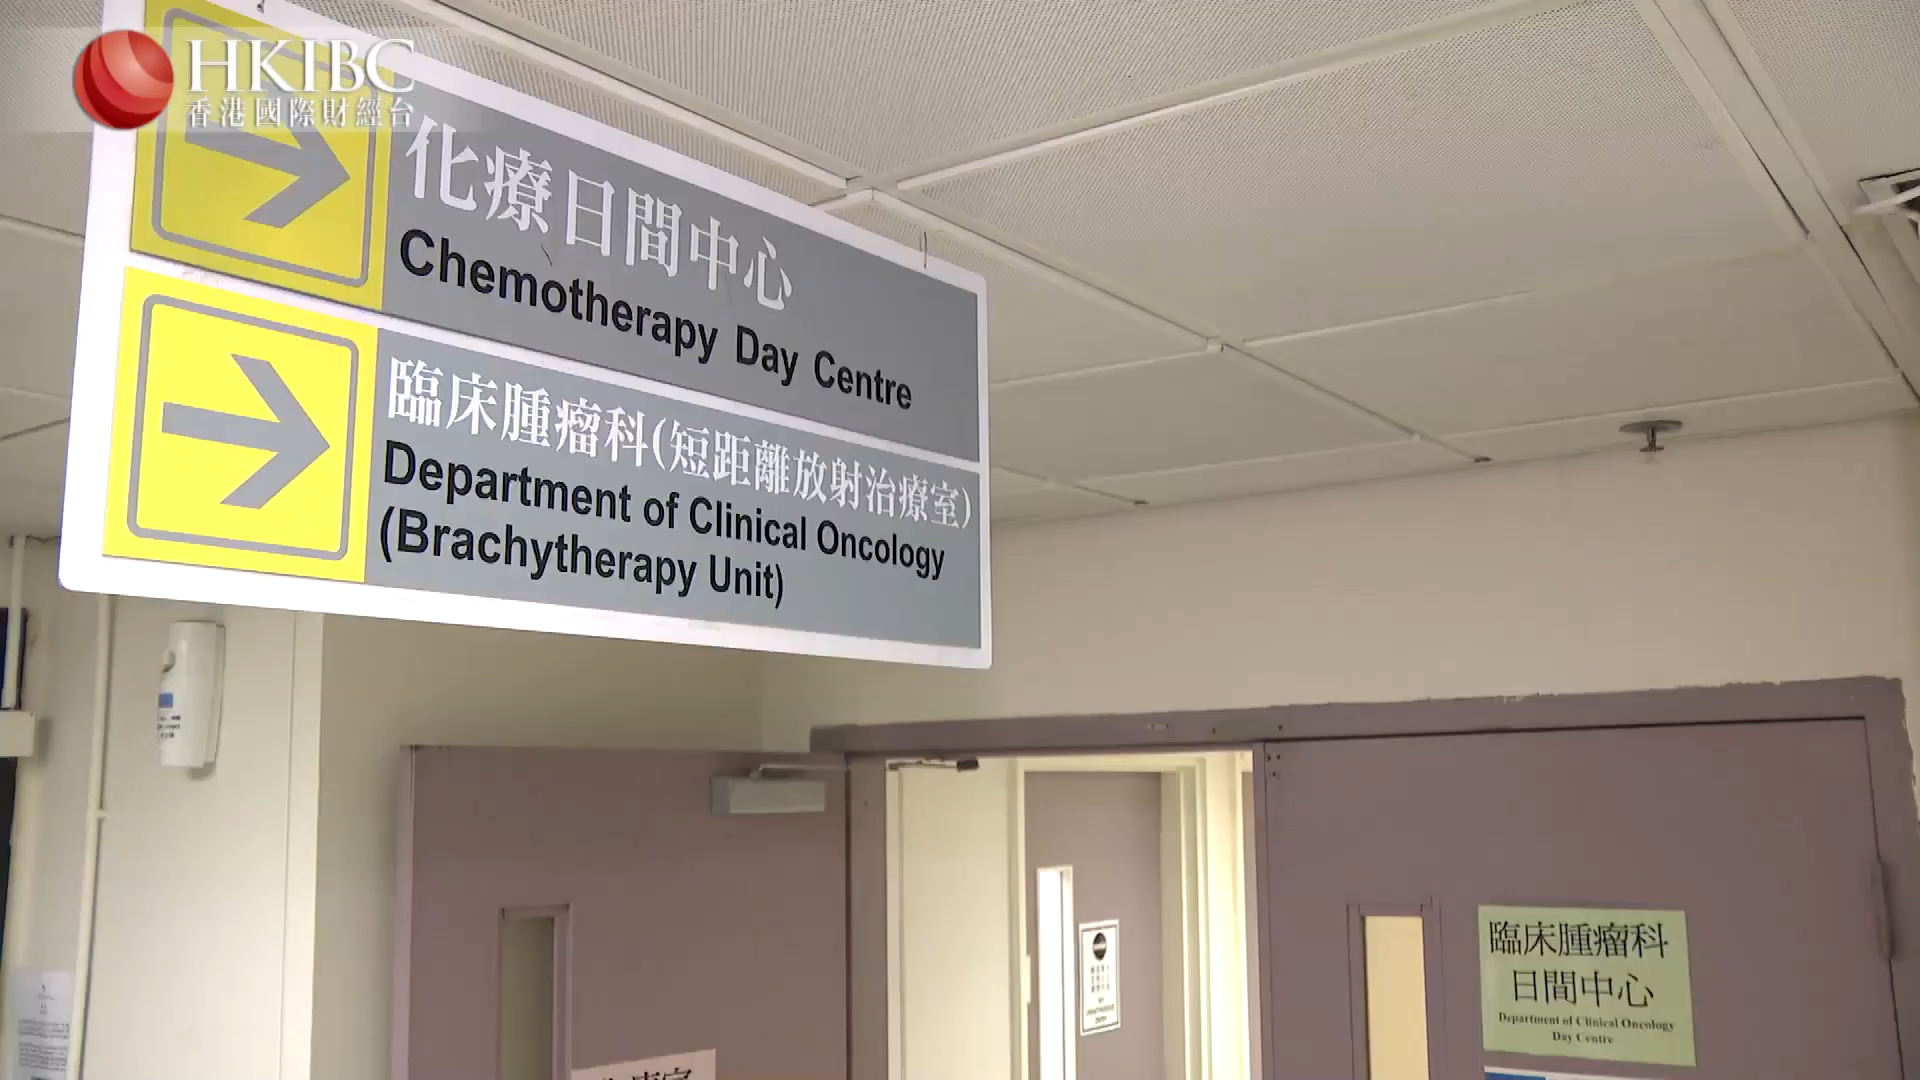 HKIBC
香港國際財經台
化療日間中心
Chemotherapy Day Centre
臨床腫瘤科(短距離放射治療室)
Department of Clinical Oncology
(Brachytherapy Unit)
臨床腫瘤科
日間中心
Department of Clinical Oncology
Day Centre